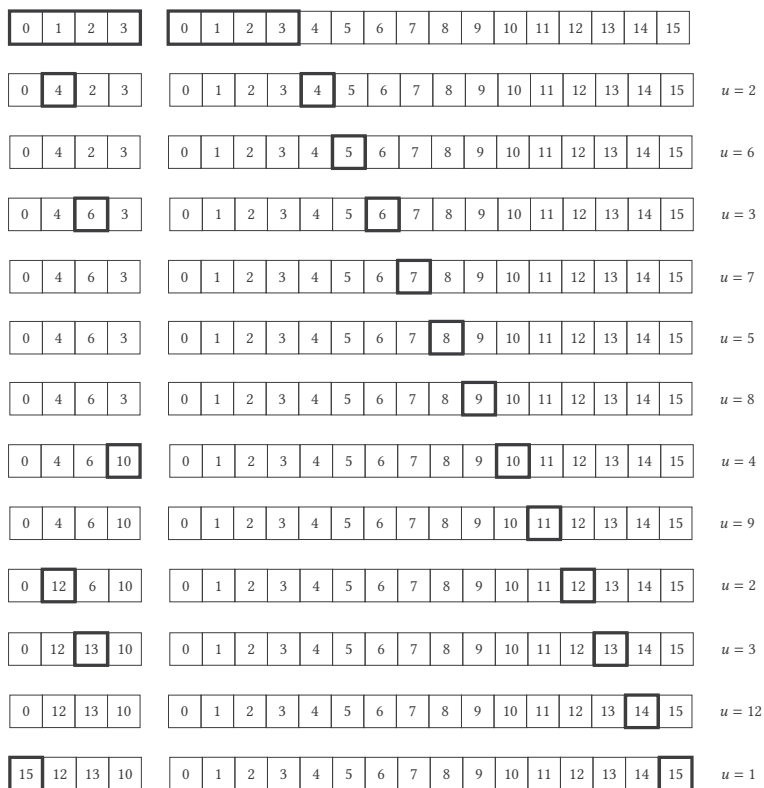 0 1 2 3 0 1 2 3 4 5 6 7 8 9 10 11 12 13 14 15
0 4 2 3 0 1 2 3 4 5 6 7 8 9 10 11 12 13 14 15 u = 2
0 4 2 3 0 1 2 3 4 5 6 7 8 9 10 11 12 13 14 15 u = 6
0 4 6 3 0 1 2 3 4 5 6 7 8 9 10 11 12 13 14 15 u = 3
0 4 6 3 0 1 2 3 4 5 6 7 8 9 10 11 12 13 14 15 u = 7
0 4 6 3 0 1 2 3 4 5 6 7 8 9 10 11 12 13 14 15 u = 5
0 4 6 3 0 1 2 3 4 5 6 7 8 9 10 11 12 13 14 15 u = 8
0 4 6 10 0 1 2 3 4 5 6 7 8 9 10 11 12 13 14 15 u = 4
0 4 6 10 0 1 2 3 4 5 6 7 8 9 10 11 12 13 14 15 u = 9
0 12 6 10 0 1 2 3 4 5 6 7 8 9 10 11 12 13 14 15 u = 2
0 12 13 10 0 1 2 3 4 5 6 7 8 9 10 11 12 13 14 15 u = 3
0 12 13 10 0 1 2 3 4 5 6 7 8 9 10 11 12 13 14 15 u = 12
15 12 13 10 0 1 2 3 4 5 6 7 8 9 10 11 12 13 14 15 u = 1